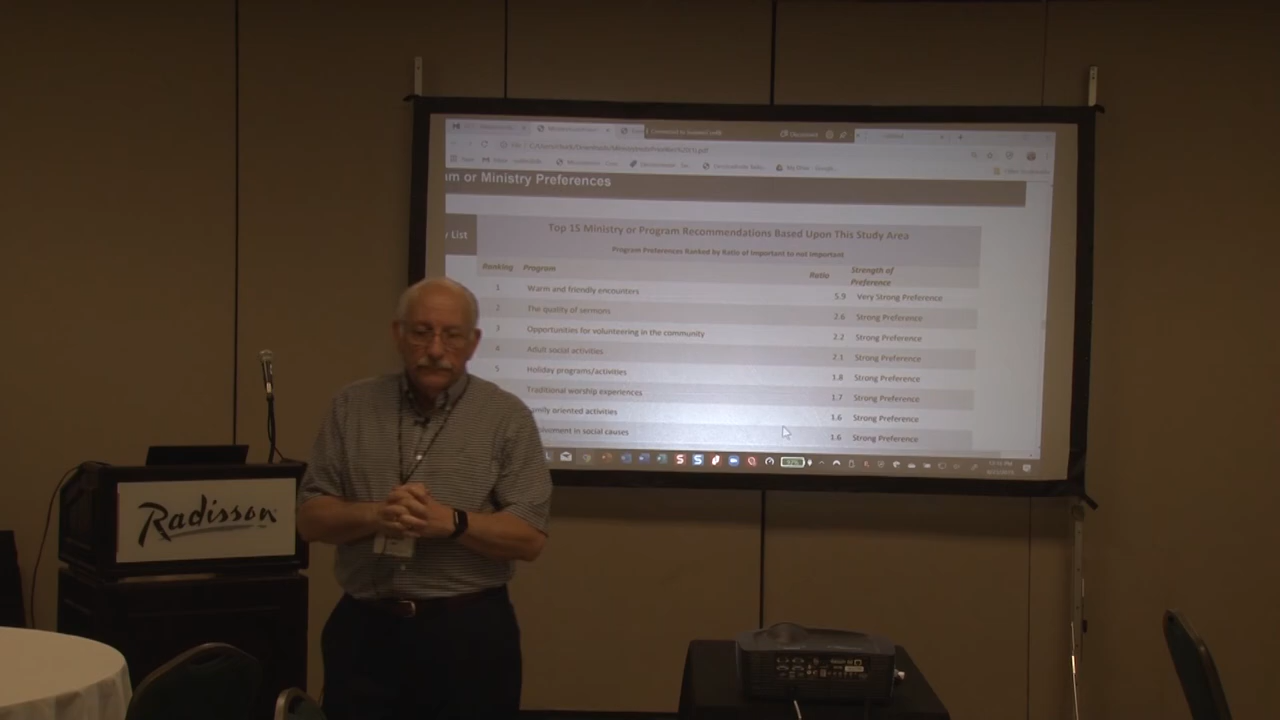 Disconnect
am or Ministry Preferences
y List
Top 15 Ministry or Program Recommendations Based Upon This Study Area
Program Preferences Ranked by Ratio of important to not important
Ranking Program Ratio Strength of Preference
1 Warm and friendly encounters 5.9 Very Strong Preference
2 The quality of sermons 2.6 Strong Preference
3 Opportunities for volunteering in the community 2.2 Strong Preference
4 Adult social activities 2.1 Strong Preference
5 Holiday programs/activities 1.8 Strong Preference
Traditional worship experiences 1.7 Strong Preference
amily oriented activities 1.6 Strong Preference
volvement in social causes 1.6 Strong Preference
Radisson